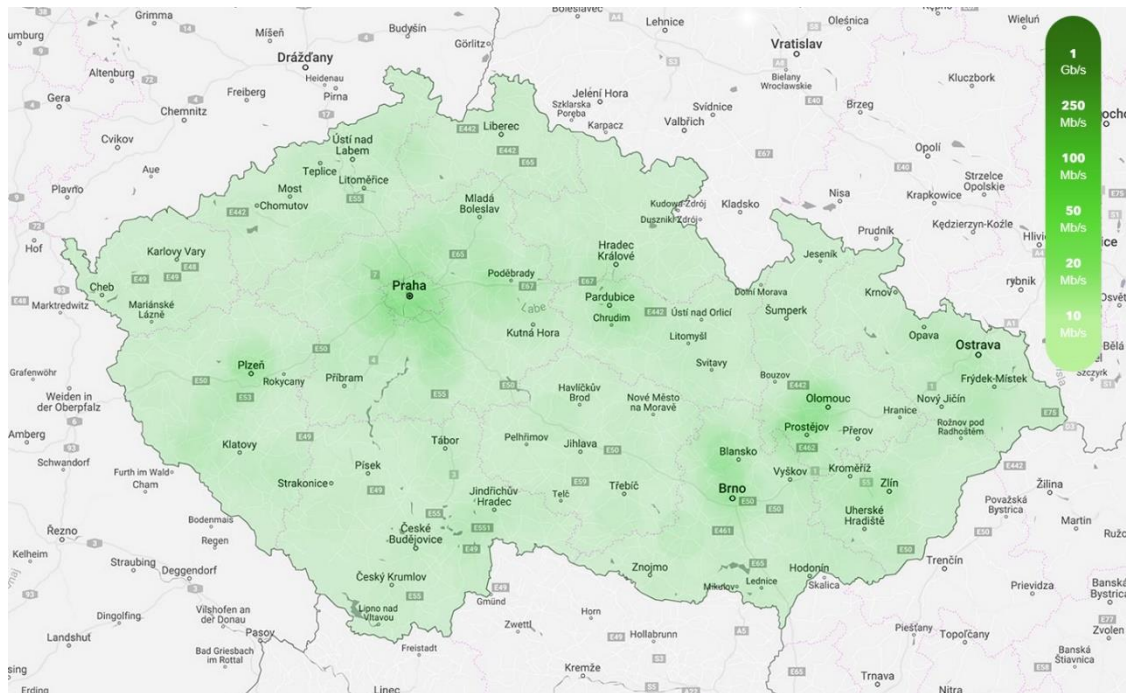 Boleslavec
Lehnice
Oleśnica
Wieluń
Grimma
Míšeň
Budyšín
Görlitz
Drážďany
Vratislav
Bielany
Wrocławskie
Kluczbork
Altenburg
Heidenau
Pirna
Freiberg
Gera
Chemnitz
Jelení Hora
Szklarska
Poręba
Karpacz
Svídnice
Valbřich
Brzeg
Cvikov
Aue
Plavno
Hof
Opolí
Strzelce
Opolskie
Krapkowice
Kędzierzyn-Koźle
Nisa
Prudník
Kladsko
Kudowa-Zdrój
Duszniki Zdrój
Liberec
Ústí nad
Labem
Teplice
Litoměřice
Most
Chomutov
Mladá
Boleslav
Karlovy Vary
Cheb
Mariánské
Lázně
Marktredwitz
Praha
Poděbrady
Labe
Kutná Hora
Hradec
Králové
Pardubice
Chrudim
Ústí nad Orlicí
Litomyšl
Svitavy
Dolní Morava
Jeseník
Šumperk
Krnov
Opava
Ostrava
Frýdek-Místek
Nový Jičín
Rožnov pod
Radhoštěm
Hranice
Bouzov
Olomouc
Prostějov
Přerov
Plzeň
Rokycany
Příbram
Klatovy
Písek
Strakonice
Tábor
Pelhřimov
Havlíčkův
Brod
Nové Město
na Moravě
Jihlava
Telč
Třebíč
Jindřichův
Hradec
České
Budějovice
Český Krumlov
Lipno nad
Vltavou
Blansko
Brno
Vyškov
Kroměříž
Zlín
Uherské
Hradiště
Znojmo
Mikulov
Lednice
Hodonín
Skalica
Grafenwöhr
Weiden in
der Oberpfalz
Amberg
Schwandorf
Furth im Wald
Cham
Řezno
Kelheim
Bodenmais
Regen
Straubing
Deggendorf
Dingolfing
Landshut
Vilshofen an
der Donau
Pasov
Bad Griesbach
im Rottal
Freistadt
Linec
Gmünd
Zwettl
Horn
Hollabrunn
Kremže
Žilina
Považská
Bystrica
Martin
Trenčín
Prievidza
Banská
Bystrica
Piešťany
Topoľčany
Zvolen
Banská
Štiavnica
Trnava
Nitra
1
Gb/s
250
Mb/s
100
Mb/s
50
Mb/s
20
Mb/s
10
Mb/s